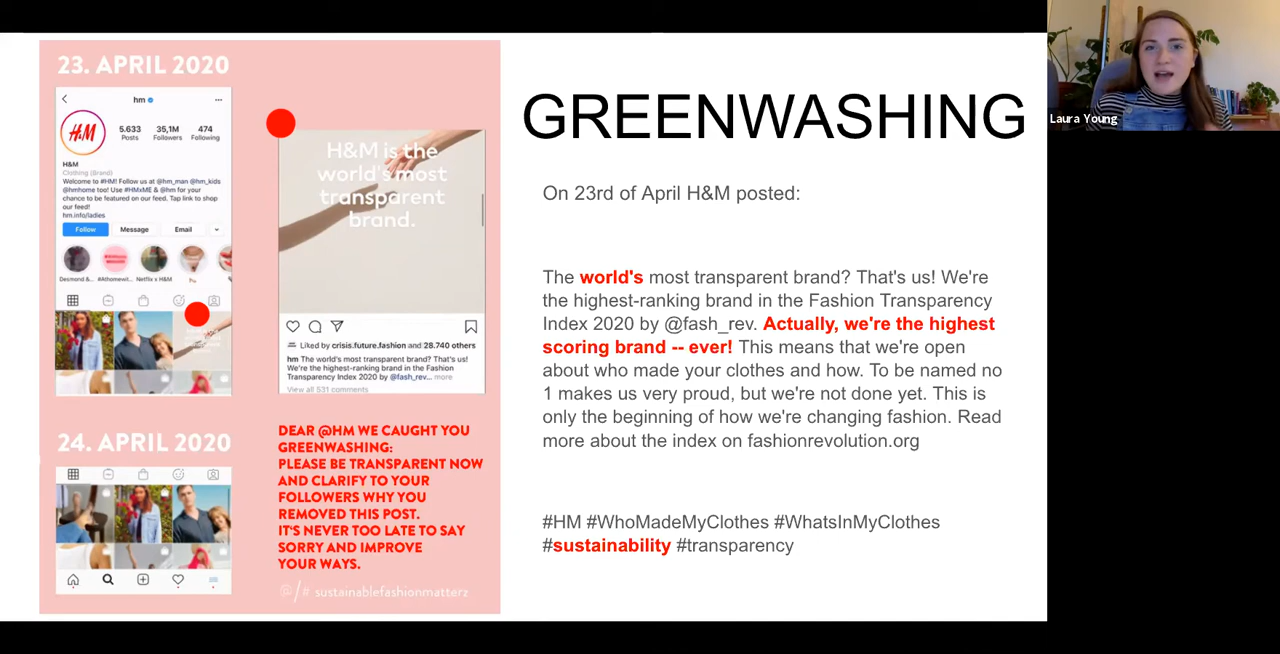 23. APRIL 2020
hm
H&M
5.633 35,1M 474
Posts Followers Following
H&M
Clothing (Brand)
Welcome to #HM! Follow us at @hm_man @hm_kids
@hmhome too! Use #HMxME & @hm for your
chance to be featured on our feed. Tap link to shop
our feed!
hm.info/ladies
Follow Message Email
Desmond &... #Athomewit... Netflix x H&M
H&M is the
world's most
transparent
brand.
Liked by crisis.future.fashion and 28.740 others
hm The world's most transparent brand? That's us!
We're the highest-ranking brand in the Fashion
Transparency Index 2020 by @fash_rev... more
View all 531 comments
24. APRIL 2020
DEAR @HM WE CAUGHT YOU
GREENWASHING:
PLEASE BE TRANSPARENT NOW
AND CLARIFY TO YOUR
FOLLOWERS WHY YOU
REMOVED THIS POST.
IT'S NEVER TOO LATE TO SAY
SORRY AND IMPROVE
YOUR WAYS.
@/# sustainablefashionmatterz
GREENWASHING
On 23rd of April H&M posted:
The world's most transparent brand? That's us! We're
the highest-ranking brand in the Fashion Transparency
Index 2020 by @fash_rev. Actually, we're the highest
scoring brand -- ever! This means that we're open
about who made your clothes and how. To be named no
1 makes us very proud, but we're not done yet. This is
only the beginning of how we're changing fashion. Read
more about the index on fashionrevolution.org
#HM #WhoMadeMyClothes #WhatsInMyClothes
#sustainability #transparency
Laura Young